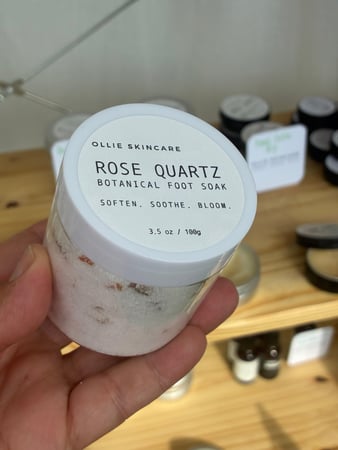 OLLIE SKINCARE
ROSE QUARTZ
BOTANICAL FOOT SOAK
SOFTEN. SOOTHE. BLOOM.
3.5 oz / 100g